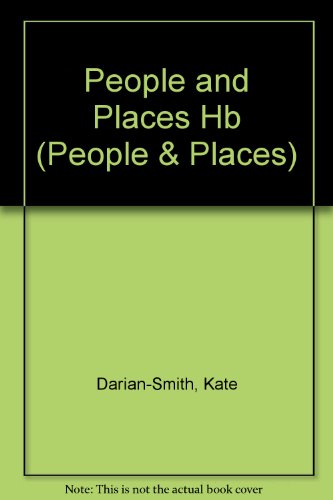 People and
Places Hb
(People & Places)
Darian-Smith, Kate
Note: This is not the actual book cover